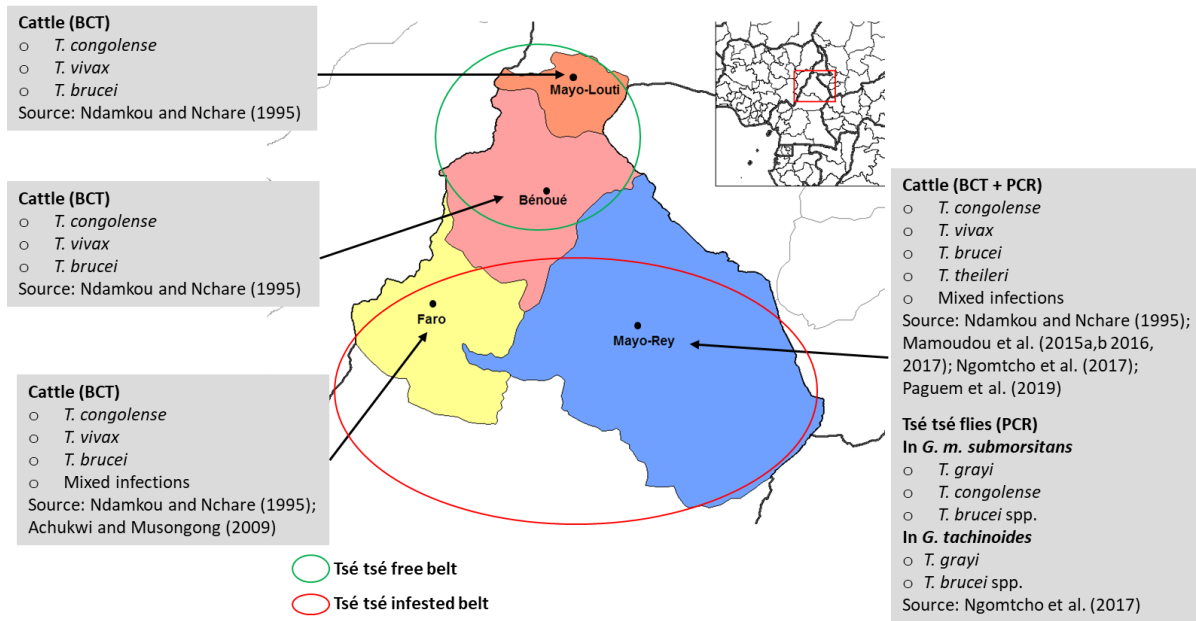 Cattle (BCT)
o T. congolense
o T. vivax
o T. brucei
Source: Ndamkou and Nchare (1995)
Cattle (BCT)
o T. congolense
o T. vivax
o T. brucei
Source: Ndamkou and Nchare (1995)
Cattle (BCT)
o T. congolense
o T. vivax
o T. brucei
o Mixed infections
Source: Ndamkou and Nchare (1995);
Achukwi and Musongong (2009)
Mayo-Louti
Bénoué
Faro
Mayo-Rey
Tsé tsé free belt
Tsé tsé infested belt
Cattle (BCT + PCR)
o T. congolense
o T. vivax
o T. brucei
o T. theileri
o Mixed infections
Source: Ndamkou and Nchare (1995);
Mamoudou et al. (2015a,b 2016,
2017); Ngomtcho et al. (2017);
Paguem et al. (2019)
Tsé tsé flies (PCR)
In G. m. submorsitans
o T. grayi
o T. congolense
o T. brucei spp.
In G. tachinoides
o T. grayi
o T. brucei spp.
Source: Ngomtcho et al. (2017)